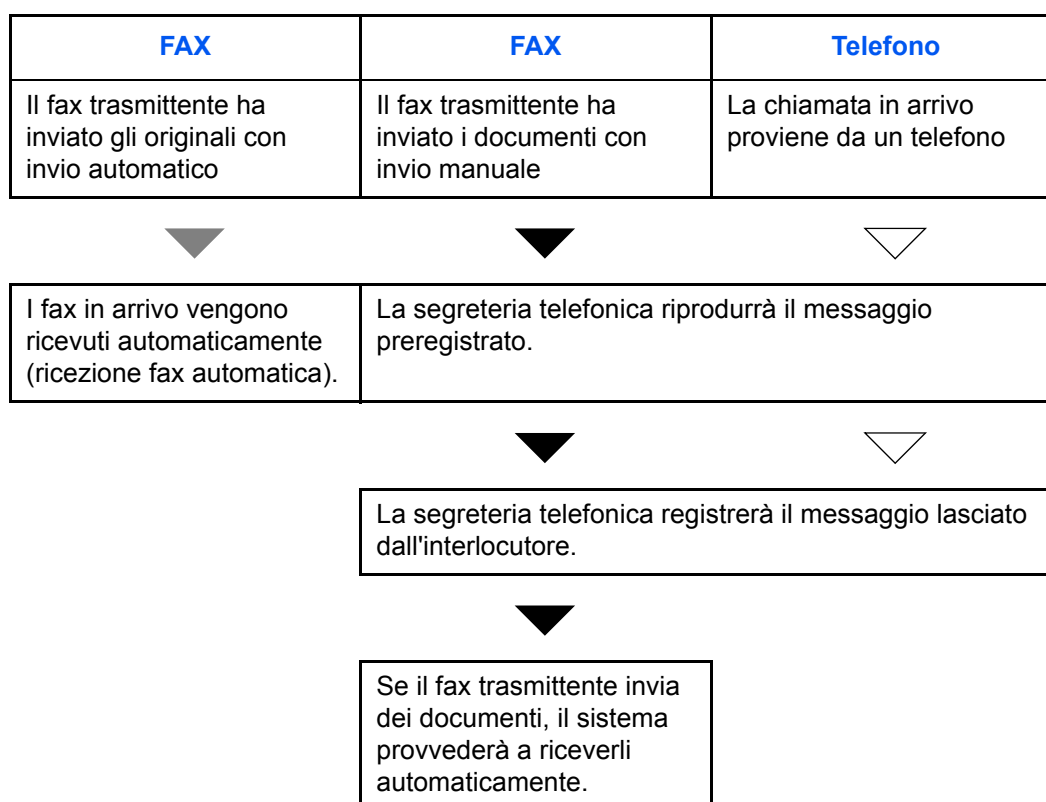 FAX
FAX
Telefono
Il fax trasmittente ha
inviato gli originali con
invio automatico
Il fax trasmittente ha
inviato i documenti con
invio manuale
La chiamata in arrivo
proviene da un telefono
I fax in arrivo vengono
ricevuti automaticamente
(ricezione fax automatica).
La segreteria telefonica riprodurrà il messaggio
preregistrato.
La segreteria telefonica registrerà il messaggio lasciato
dall'interlocutore.
Se il fax trasmittente invia
dei documenti, il sistema
provvederà a riceverli
automaticamente.